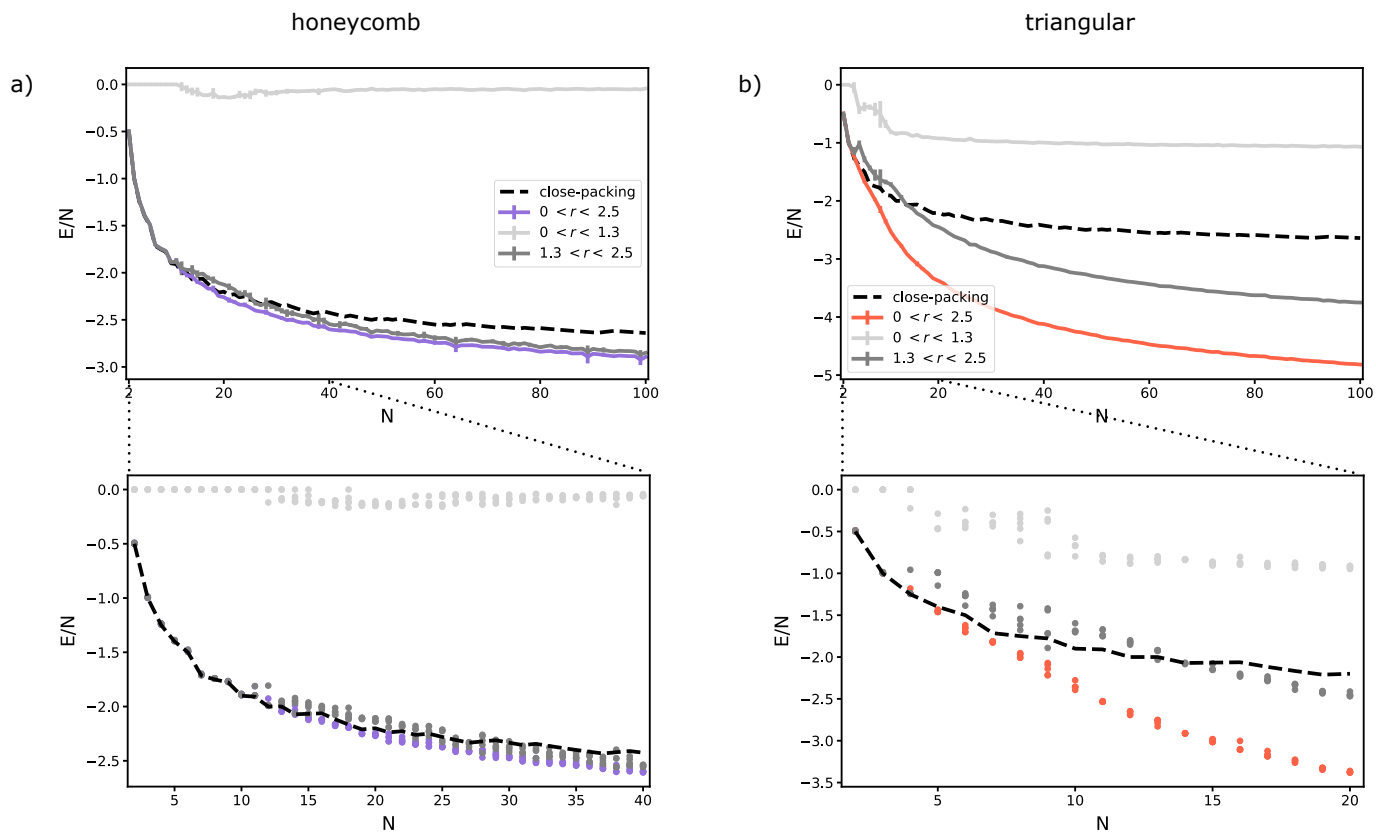 honeycomb
triangular
a)
b)
0.0
−0.5
−1.0
−1.5
−2.0
−2.5
−3.0
E/N
close-packing
0 < r < 2.5
0 < r < 1.3
1.3 < r < 2.5
2 20 40 60 80 100
N
0
−1
−2
−3
−4
−5
E/N
close-packing
0 < r < 2.5
0 < r < 1.3
1.3 < r < 2.5
2 20 40 60 80 100
N
0.0
−0.5
−1.0
−1.5
−2.0
−2.5
E/N
5 10 15 20 25 30 35 40
N
0.0
−0.5
−1.0
−1.5
−2.0
−2.5
−3.0
−3.5
E/N
5 10 15 20
N